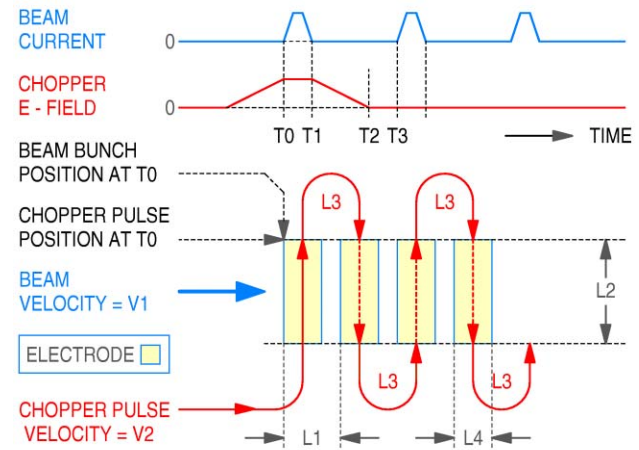 BEAM
CURRENT
0
CHOPPER
E - FIELD
0
T0 T1 T2 T3 TIME
BEAM BUNCH
POSITION AT T0
L3 L3
CHOPPER PULSE
POSITION AT T0
BEAM
VELOCITY = V1
L2
ELECTRODE
L3 L3
CHOPPER PULSE
VELOCITY = V2
L1 L4